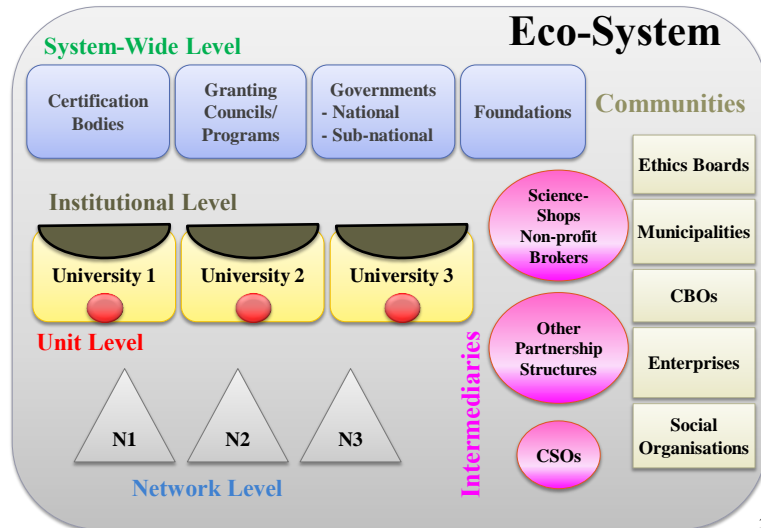 Eco-System
System-Wide Level
Certification
Bodies
Granting
Councils/
Programs
Governments
- National
- Sub-national
Foundations
Communities
Ethics Boards
Municipalities
CBOs
Enterprises
Social
Organisations
Institutional Level
University 1
University 2
University 3
Unit Level
Science-
Shops
Non-profit
Brokers
Other
Partnership
Structures
CSOs
Intermediaries
N1
N2
N3
Network Level